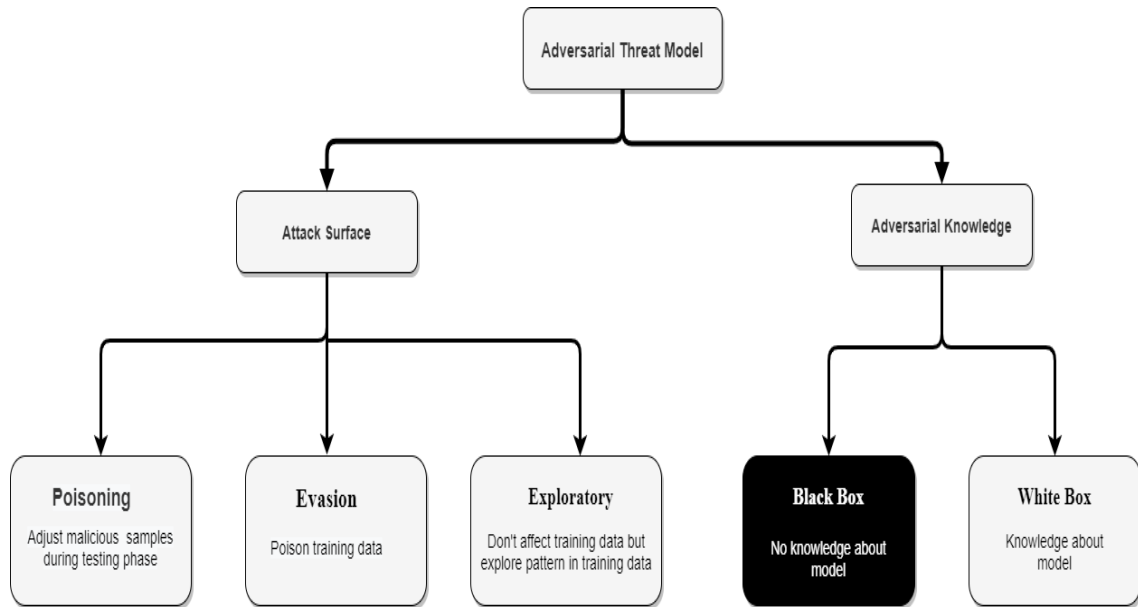 Adversarial Threat Model
Attack Surface
Adversarial Knowledge
Poisoning
Adjust malicious samples
during testing phase
Evasion
Poison training data
Exploratory
Don't affect training data but
explore pattern in training data
Black Box
No knowledge about
model
White Box
Knowledge about
model